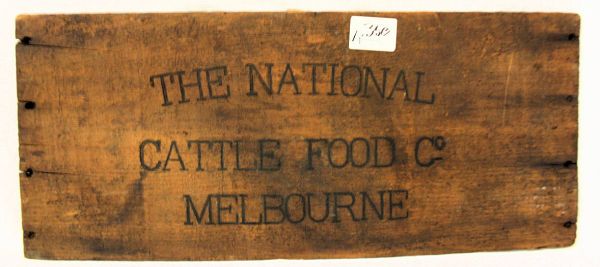 THE NATIONAL
CATTLE FOOD Cº
MELBOURNE